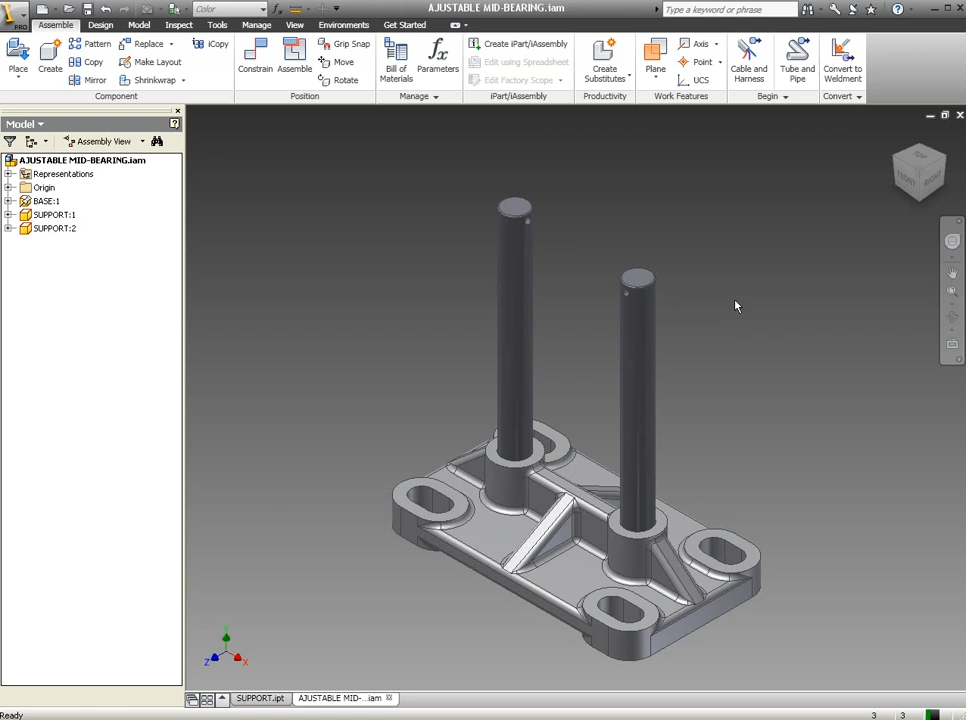 Color
AJUSTABLE MID-BEARING.iam
Type a keyword or phrase
PRO
Assemble Design Model Inspect Tools Manage View Environments Get Started
Place
Create
Pattern
Copy
Mirror
Replace
Make Layout
Shrinkwrap
iCopy
Component
Constrain
Assemble
Grip Snap
Move
Rotate
Position
Bill of
Materials
Parameters
Manage
Create iPart/iAssembly
Edit using Spreadsheet
Edit Factory Scope
iPart/iAssembly
Create
Substitutes
Productivity
Plane
Axis
Point
UCS
Work Features
Cable and
Harness
Tube and
Pipe
Begin
Convert to
Weldment
Convert
Model
Assembly View
AJUSTABLE MID-BEARING.iam
Representations
Origin
BASE:1
SUPPORT:1
SUPPORT:2
TOP
FRONT
RIGHT
Y
Z
X
SUPPORT.ipt
AJUSTABLE MID-...iam
Ready
3 3